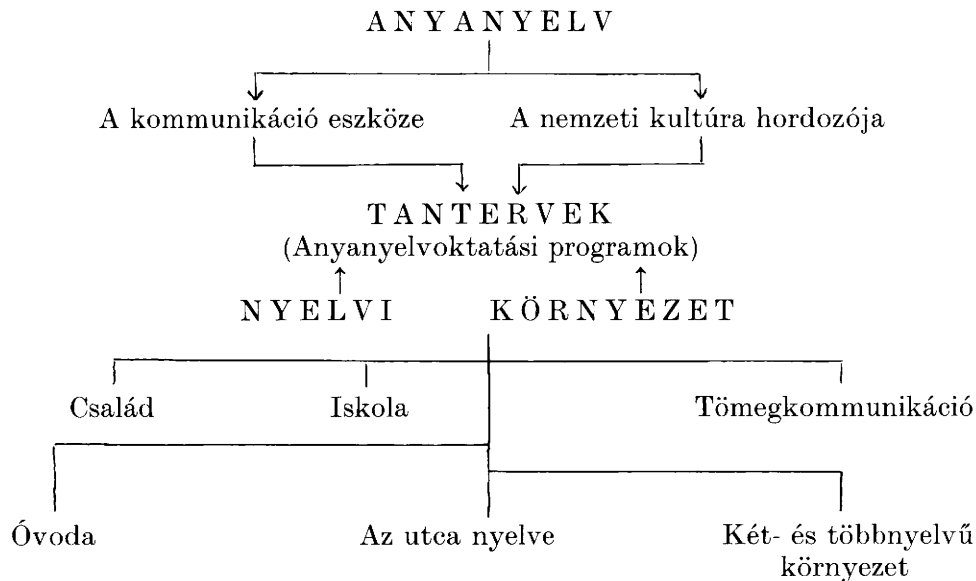 ANYANYELV
A kommunikáció eszköze A nemzeti kultúra hordozója
TANTERVEK
(Anyanyelvoktatási programok)
NYELVI KÖRNYEZET
Család Iskola Tömegkommunikáció
Óvoda Az utca nyelve Két- és többnyelvű
környezet